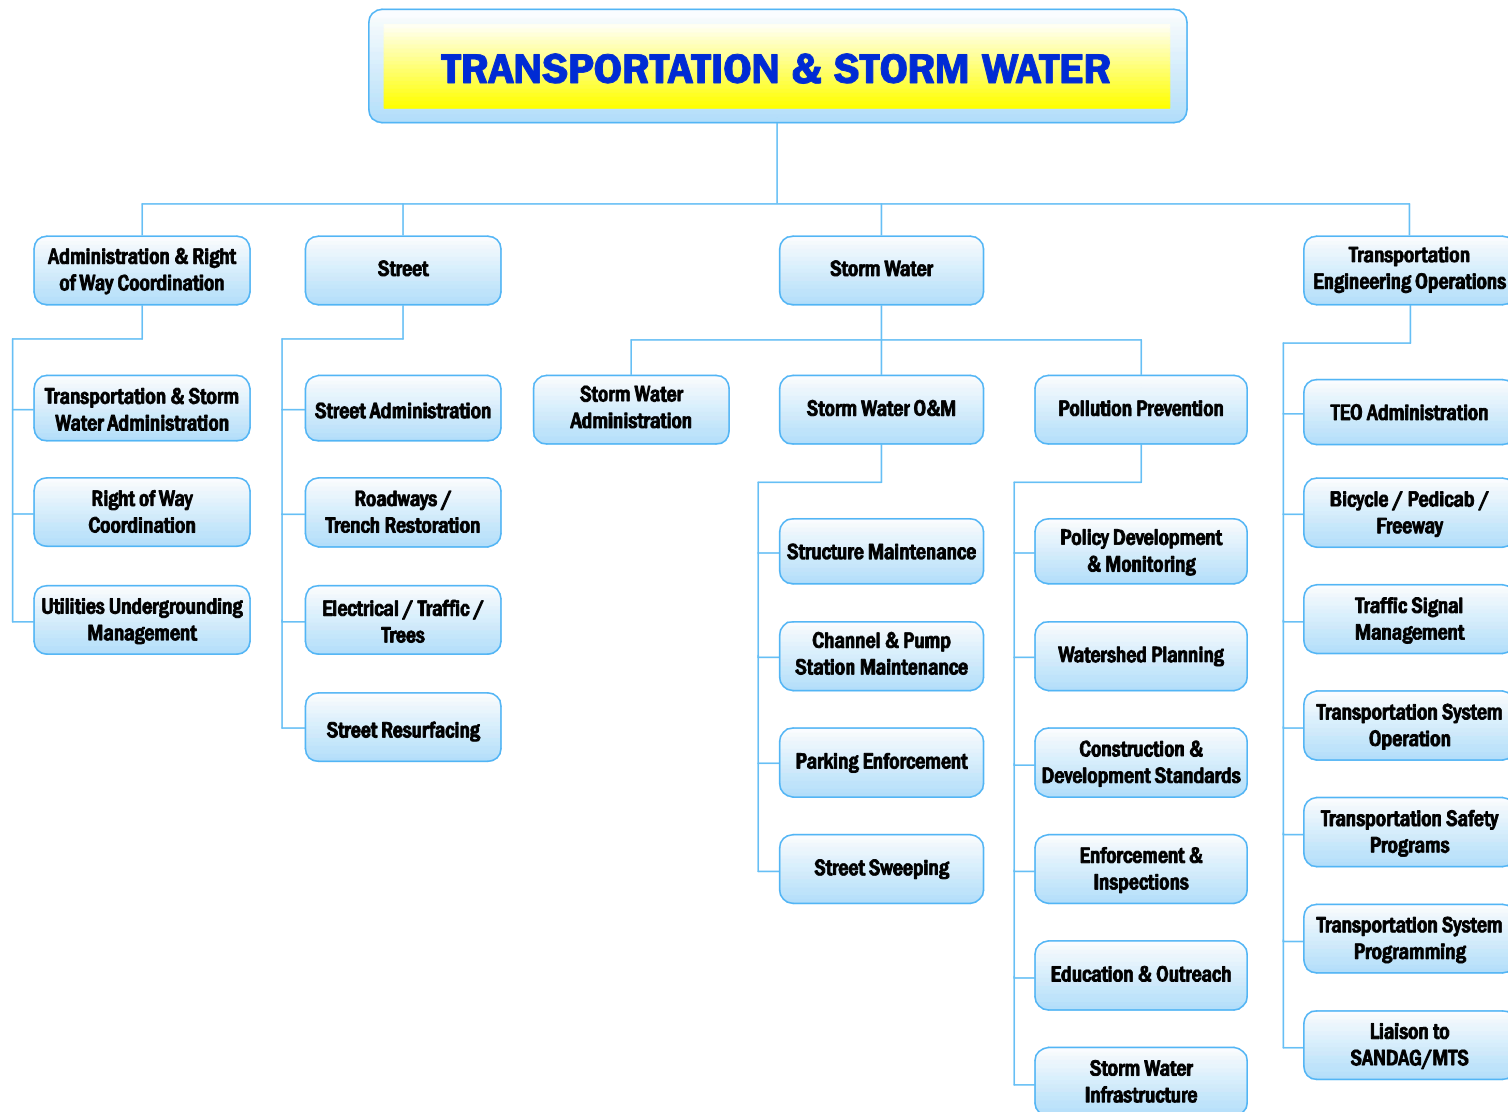 TRANSPORTATION & STORM WATER
Administration & Right
of Way Coordination
Street
Storm Water
Transportation
Engineering Operations
Transportation & Storm
Water Administration
Right of Way
Coordination
Utilities Undergrounding
Management
Street Administration
Roadways /
Trench Restoration
Electrical / Traffic /
Trees
Street Resurfacing
Storm Water
Administration
Storm Water O&M
Structure Maintenance
Channel & Pump
Station Maintenance
Parking Enforcement
Street Sweeping
Pollution Prevention
Policy Development
& Monitoring
Watershed Planning
Construction &
Development Standards
Enforcement &
Inspections
Education & Outreach
Storm Water
Infrastructure
TEO Administration
Bicycle / Pedicab /
Freeway
Traffic Signal
Management
Transportation System
Operation
Transportation Safety
Programs
Transportation System
Programming
Liaison to
SANDAG/MTS